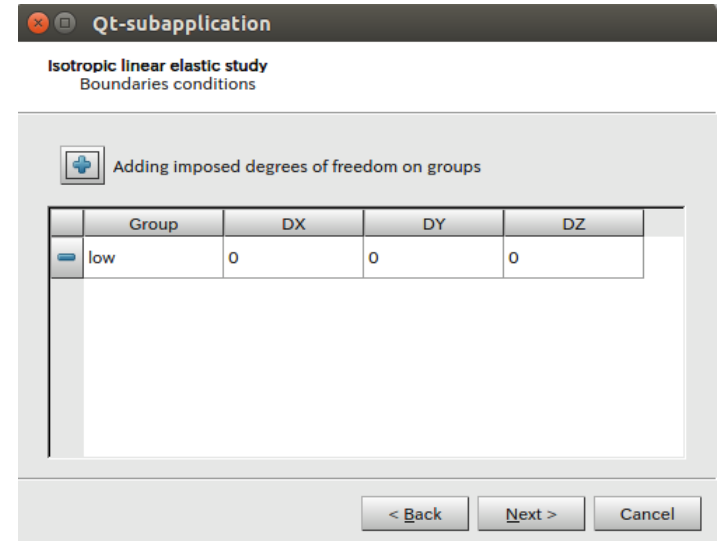 Qt-subapplication
Isotropic linear elastic study
Boundaries conditions
Adding imposed degrees of freedom on groups
Group DX DY DZ
low 0 0 0
< Back Next > Cancel